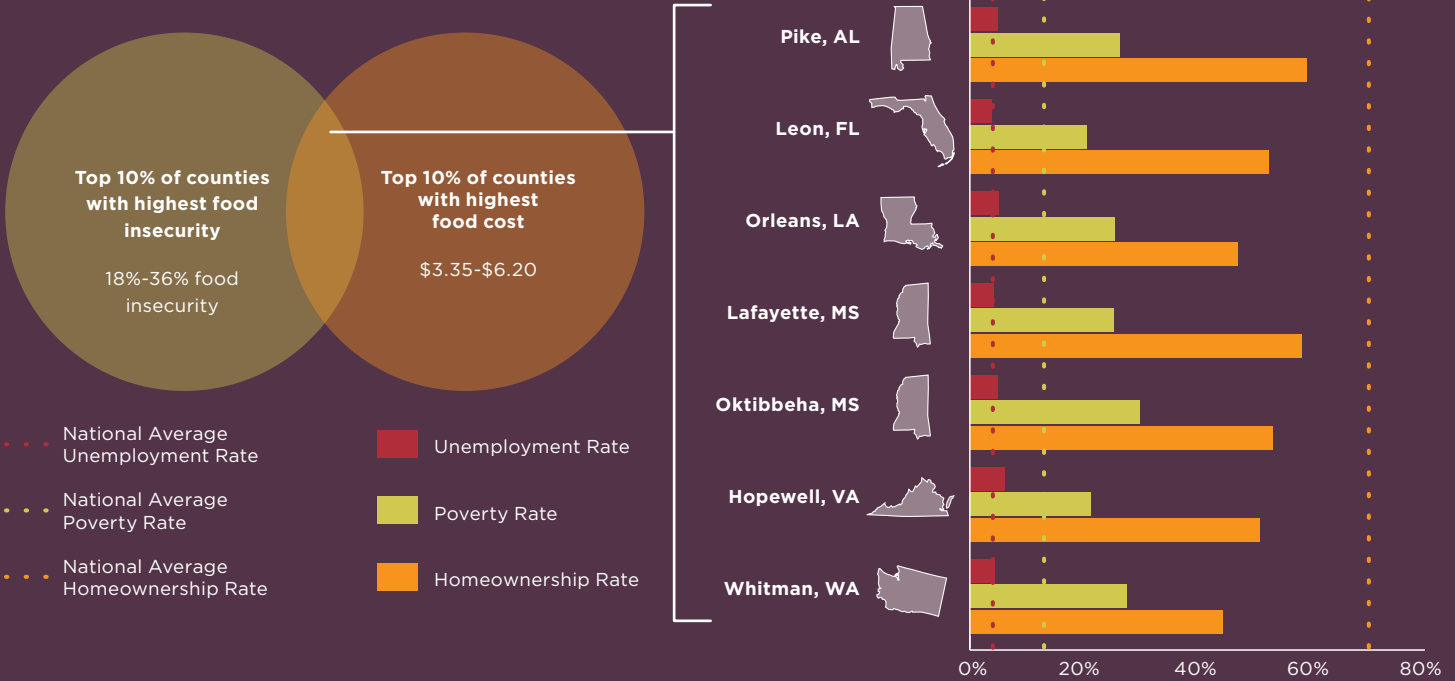 Top 10% of counties
with highest food
insecurity
18%-36% food
insecurity
Top 10% of counties
with highest
food cost
$3.35-$6.20
National Average
Unemployment Rate
National Average
Poverty Rate
National Average
Homeownership Rate
Unemployment Rate
Poverty Rate
Homeownership Rate
Pike, AL
Leon, FL
Orleans, LA
Lafayette, MS
Oktibbeha, MS
Hopewell, VA
Whitman, WA
0% 20% 40% 60% 80%